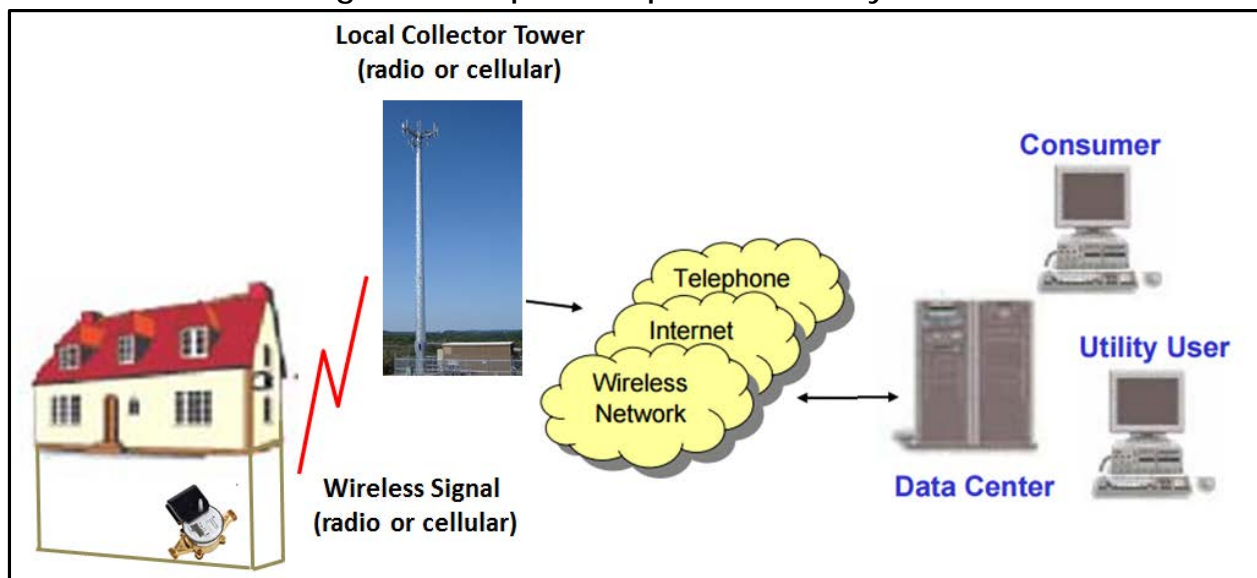 Local Collector Tower
(radio or cellular)
Consumer
Telephone
Internet
Wireless
Network
Utility User
Data Center
Wireless Signal
(radio or cellular)